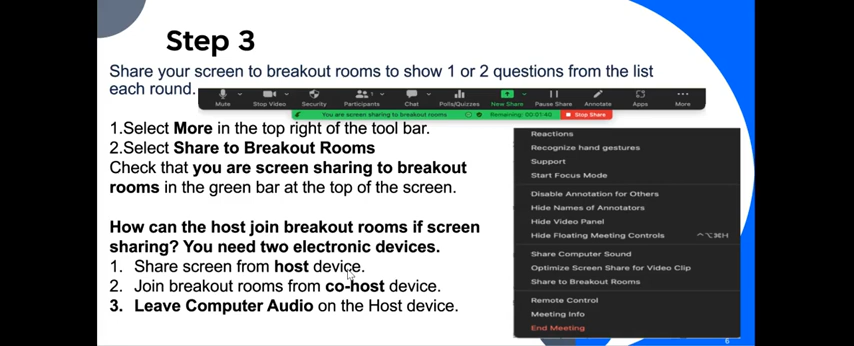 Step 3
Share your screen to breakout rooms to show 1 or 2 questions from the list
each round.
Mute
Stop Video
Security
Participants
1
Chat
Polls/Quizzes
New Share
Pause Share
Annotate
Apps
More
You are screen sharing to breakout rooms
Remaining: 00:01:40
Stop Share
1.Select More in the top right of the tool bar.
2.Select Share to Breakout Rooms
Check that you are screen sharing to breakout
rooms in the green bar at the top of the screen.
How can the host join breakout rooms if screen
sharing? You need two electronic devices.
1. Share screen from host device.
2. Join breakout rooms from co-host device.
3. Leave Computer Audio on the Host device.
Reactions
Recognize hand gestures
Support
Start Focus Mode
Disable Annotation for Others
Hide Names of Annotators
Hide Video Panel
Hide Floating Meeting Controls ^⌥⌘H
Share Computer Sound
Optimize Screen Share for Video Clip
Share to Breakout Rooms
Remote Control
Meeting Info
End Meeting
6